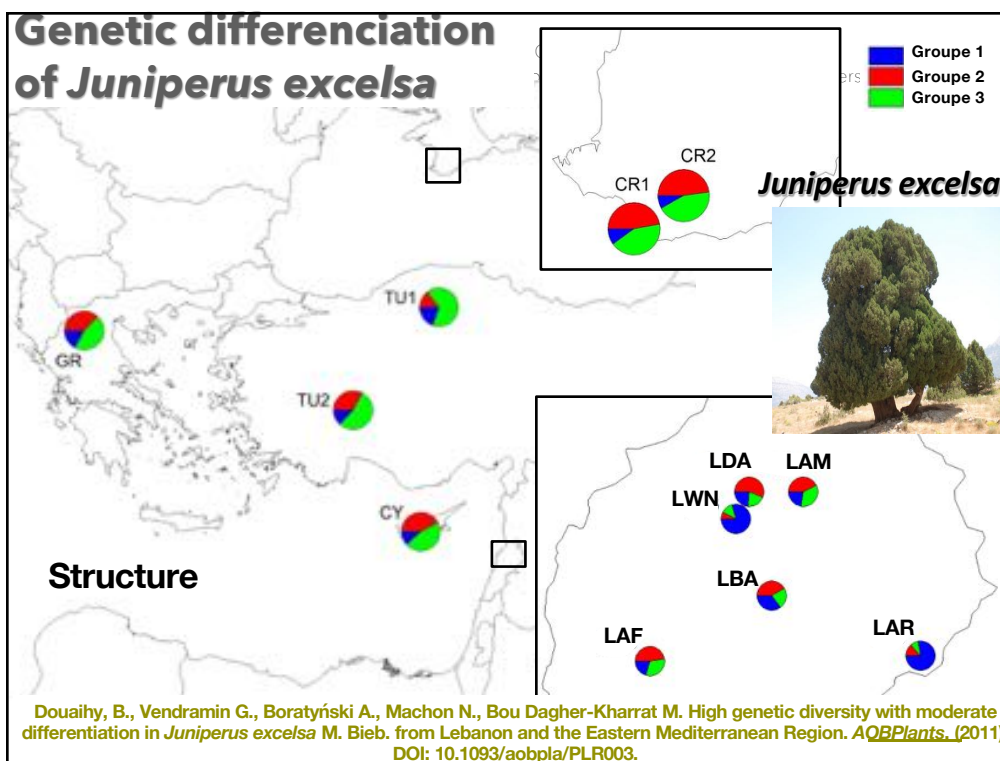 Genetic differenciation
of Juniperus excelsa
Groupe 1
Groupe 2
Groupe 3
ers
CR2
CR1
Juniperus excelsa
TU1
GR
TU2
CY
Structure
LDA
LAM
LWN
LBA
LAF
LAR
Douaihy, B., Vendramin G., Boratyński A., Machon N., Bou Dagher-Kharrat M. High genetic diversity with moderate
differentiation in Juniperus excelsa M. Bieb. from Lebanon and the Eastern Mediterranean Region. AOBPlants. (2011)
DOI: 10.1093/aobpla/PLR003.